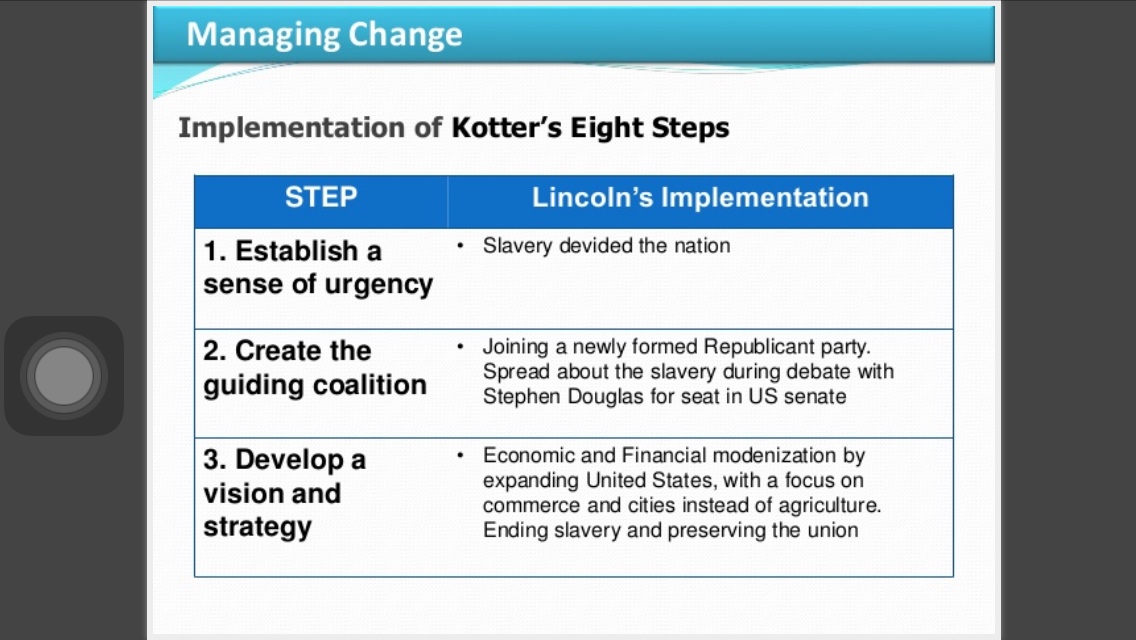 Managing Change
Implementation of Kotter's Eight Steps
STEP
Lincoln's Implementation
1. Establish a
sense of urgency
• Slavery devided the nation
2. Create the
guiding coalition
• Joining a newly formed Republicant party.
Spread about the slavery during debate with
Stephen Douglas for seat in US senate
3. Develop a
vision and
strategy
• Economic and Financial modenization by
expanding United States, with a focus on
commerce and cities instead of agriculture.
Ending slavery and preserving the union